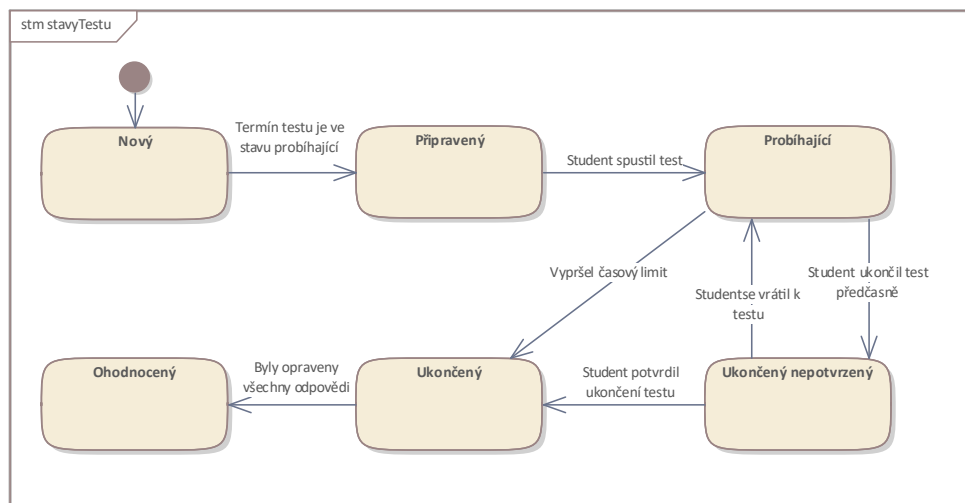 stm stavyTestu
Nový
Termín testu je ve
stavu probíhající
Připravený
Student spustil test
Probíhající
Vypršel časový limit
Studentse vrátil k
testu
Student ukončil test
předčasně
Ohodnocený
Byly opraveny
všechny odpovědi
Ukončený
Student potvrdil
ukončení testu
Ukončený nepotvrzený